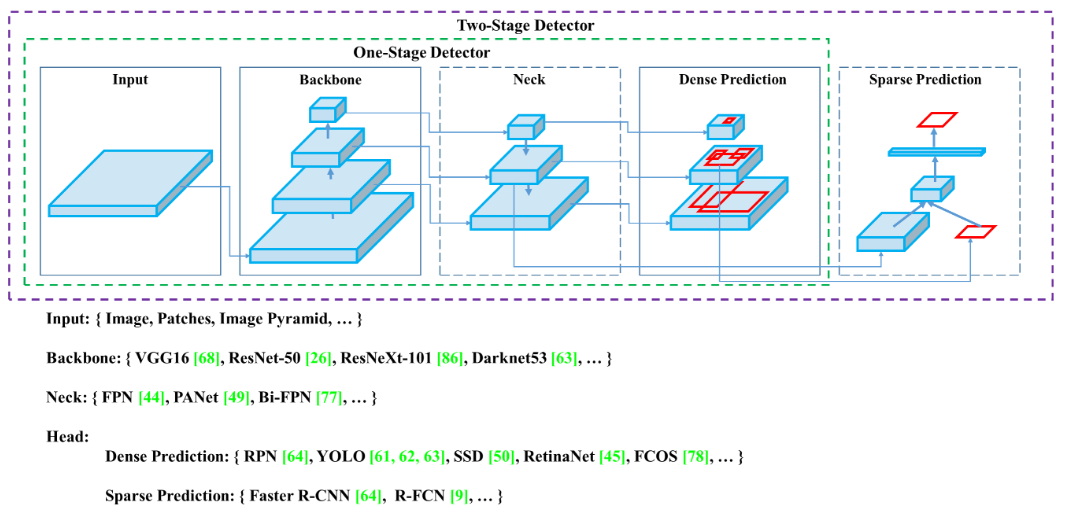 Two-Stage Detector
One-Stage Detector
Input
Backbone
Neck
Dense Prediction
Sparse Prediction
Input: { Image, Patches, Image Pyramid, … }
Backbone: { VGG16 [68], ResNet-50 [26], ResNeXt-101 [86], Darknet53 [63], … }
Neck: { FPN [44], PANet [49], Bi-FPN [77], … }
Head:
Dense Prediction: { RPN [64], YOLO [61, 62, 63], SSD [50], RetinaNet [45], FCOS [78], … }
Sparse Prediction: { Faster R-CNN [64], R-FCN [9], … }